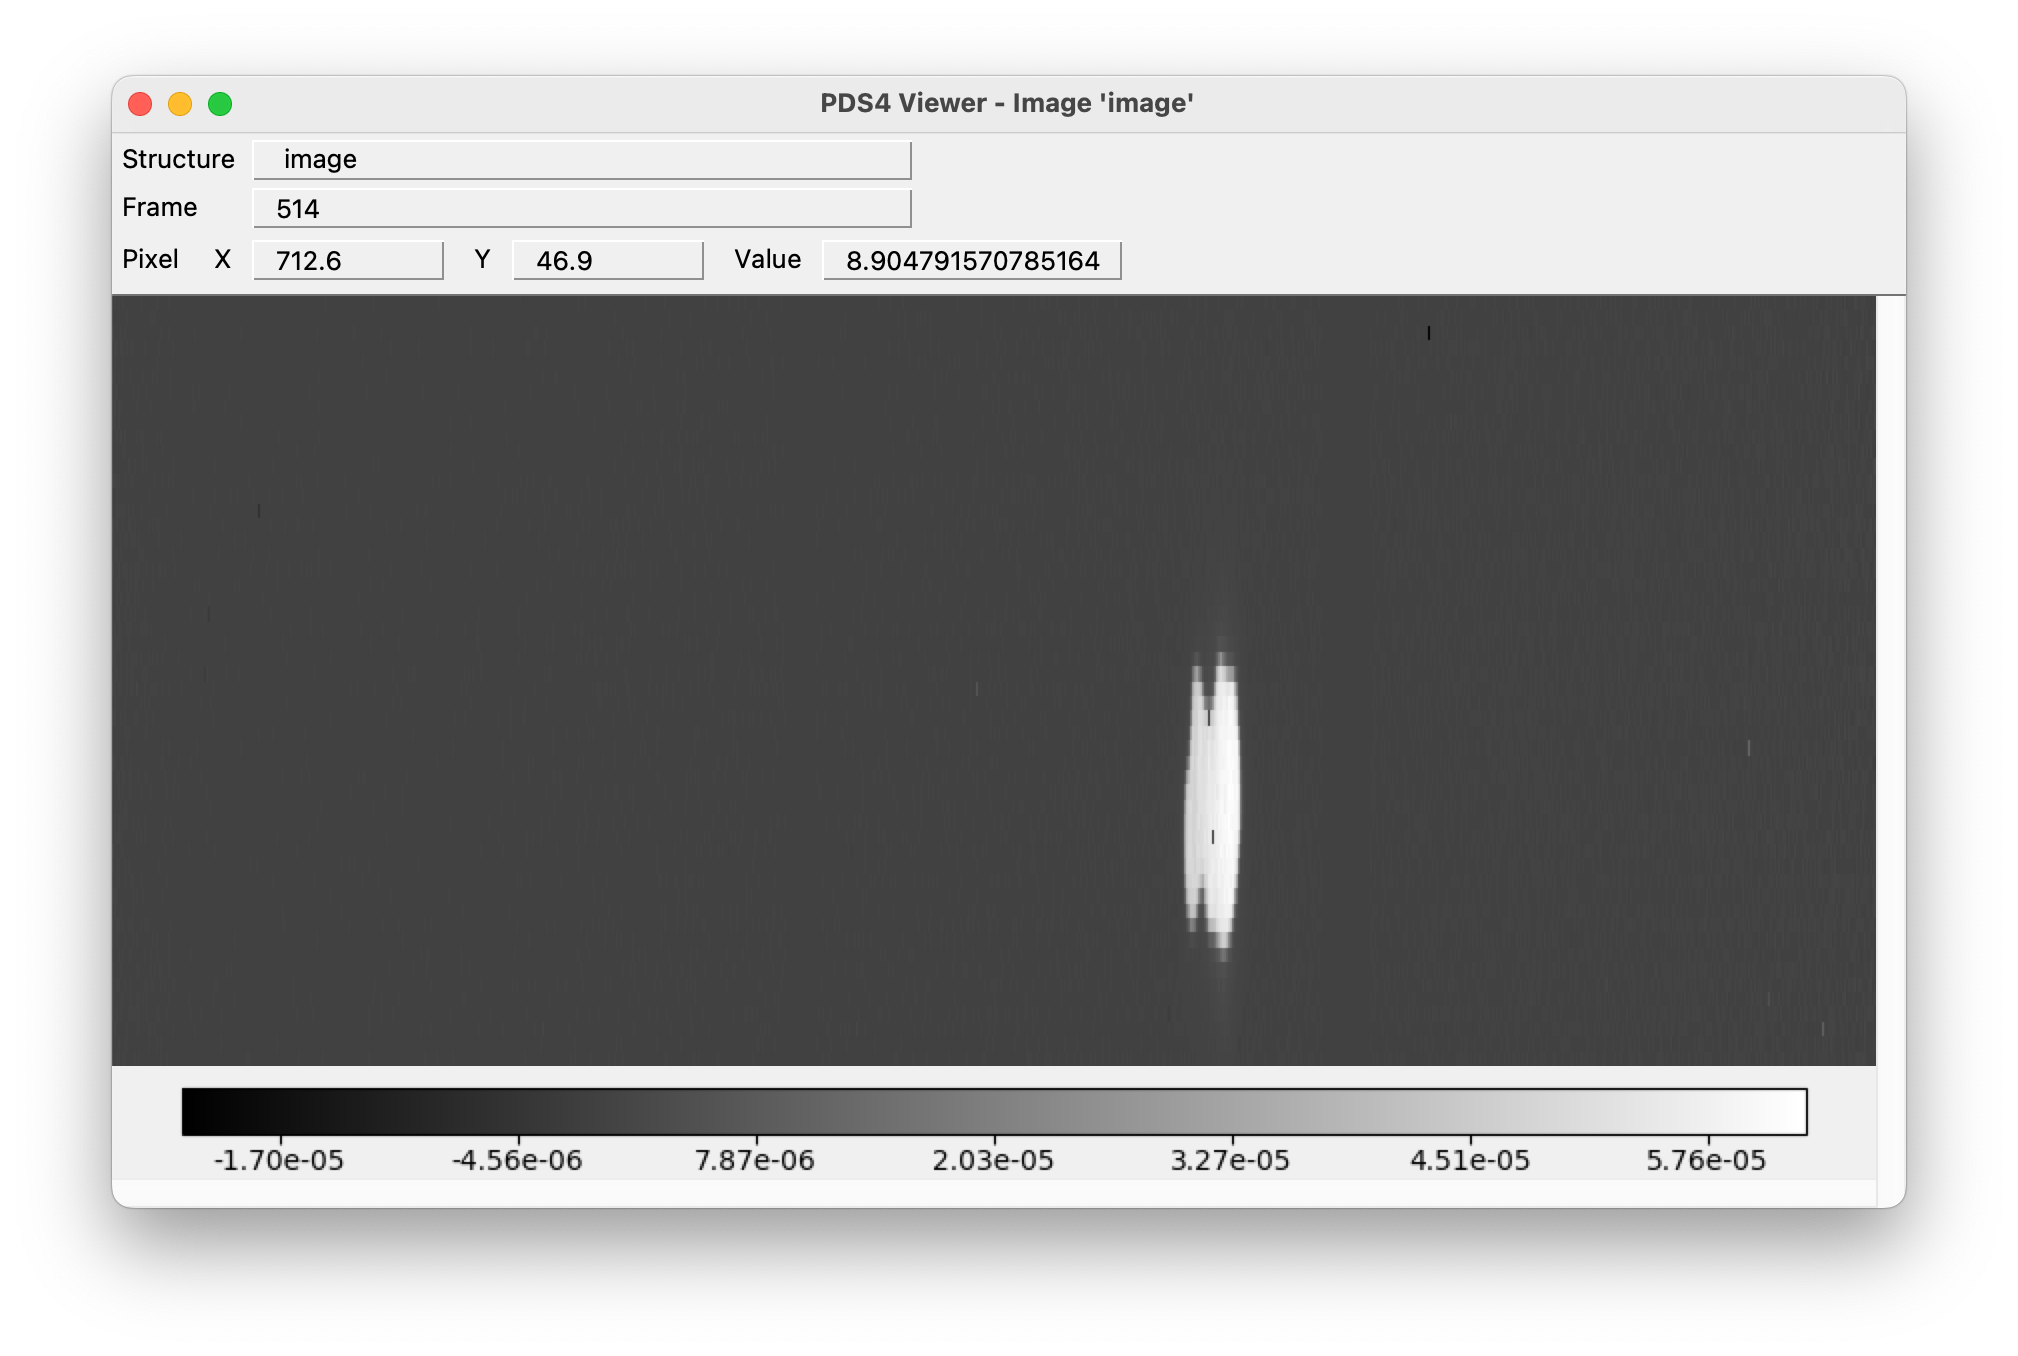 PDS4 Viewer - Image 'image'
Structure image
Frame 514
Pixel X 712.6 Y 46.9 Value 8.904791570785164
-1.70e-05 -4.56e-06 7.87e-06 2.03e-05 3.27e-05 4.51e-05 5.76e-05